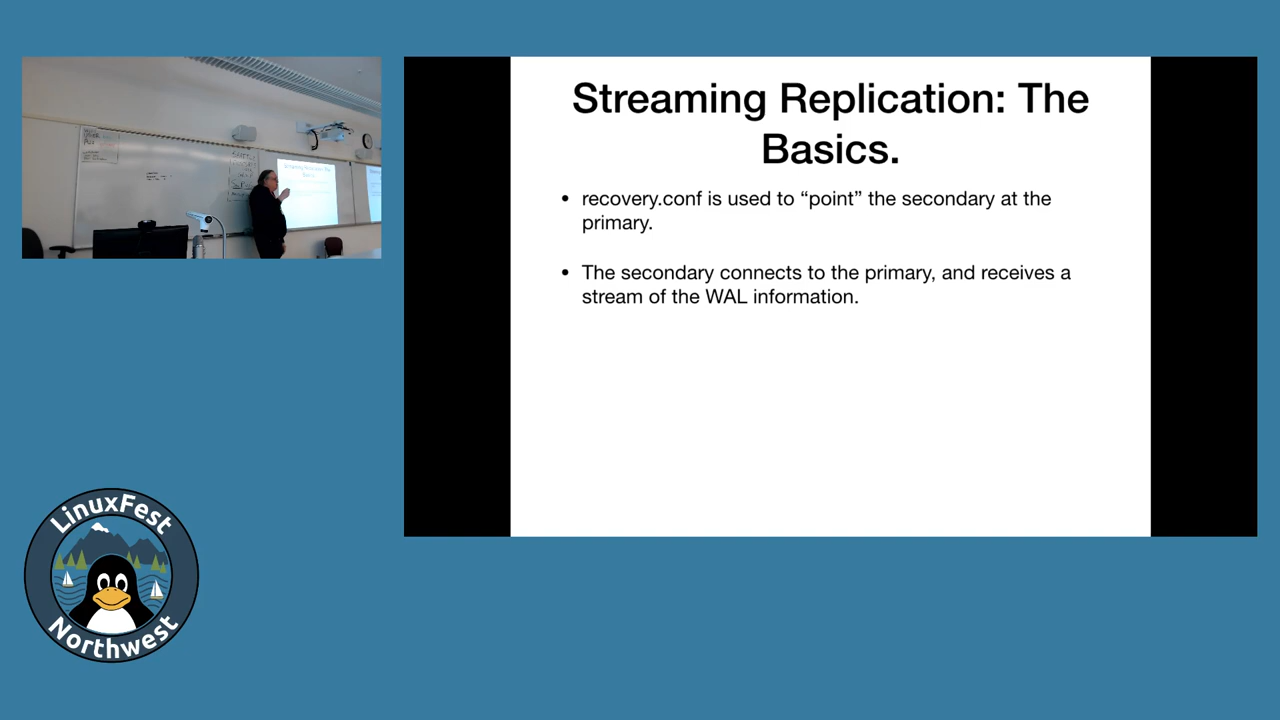 Streaming Replication: The
Basics.
• recovery.conf is used to “point” the secondary at the
primary.
• The secondary connects to the primary, and receives a
stream of the WAL information.
LinuxFest
Northwest